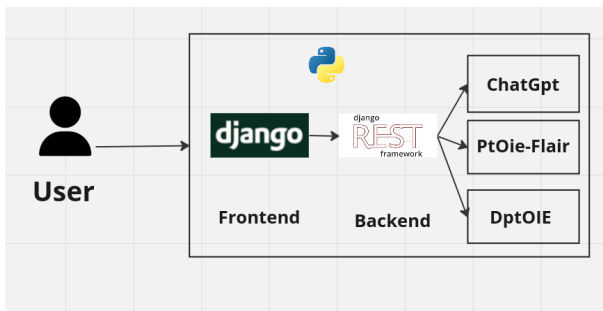 User
django
Frontend
django
REST
framework
Backend
ChatGpt
PtOie-Flair
DptOIE